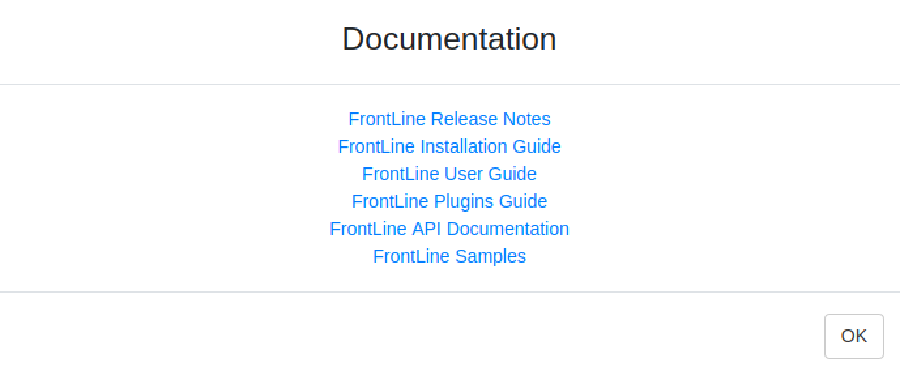 Documentation
FrontLine Release Notes
FrontLine Installation Guide
FrontLine User Guide
FrontLine Plugins Guide
FrontLine API Documentation
FrontLine Samples
OK